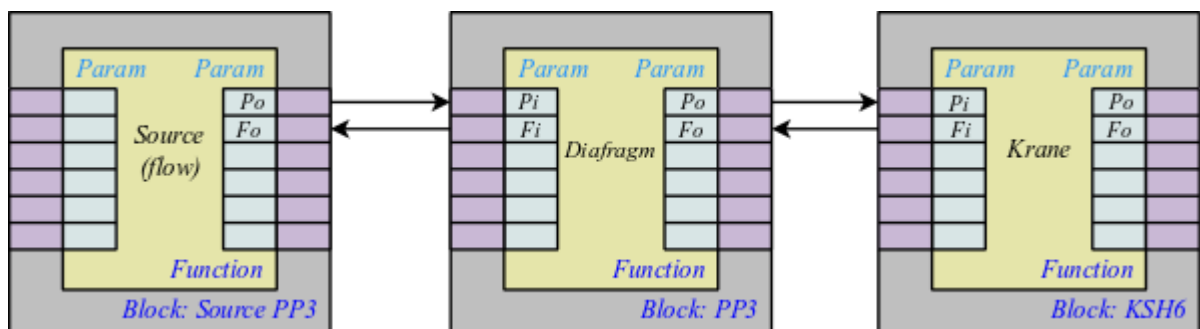 Param Param
Po
Fo
Source
(flow)
Function
Block: Source PP3
Param Param
Pi Po
Fi Fo
Diafragm
Function
Block: PP3
Param Param
Pi Po
Fi Fo
Krane
Function
Block: KSH6